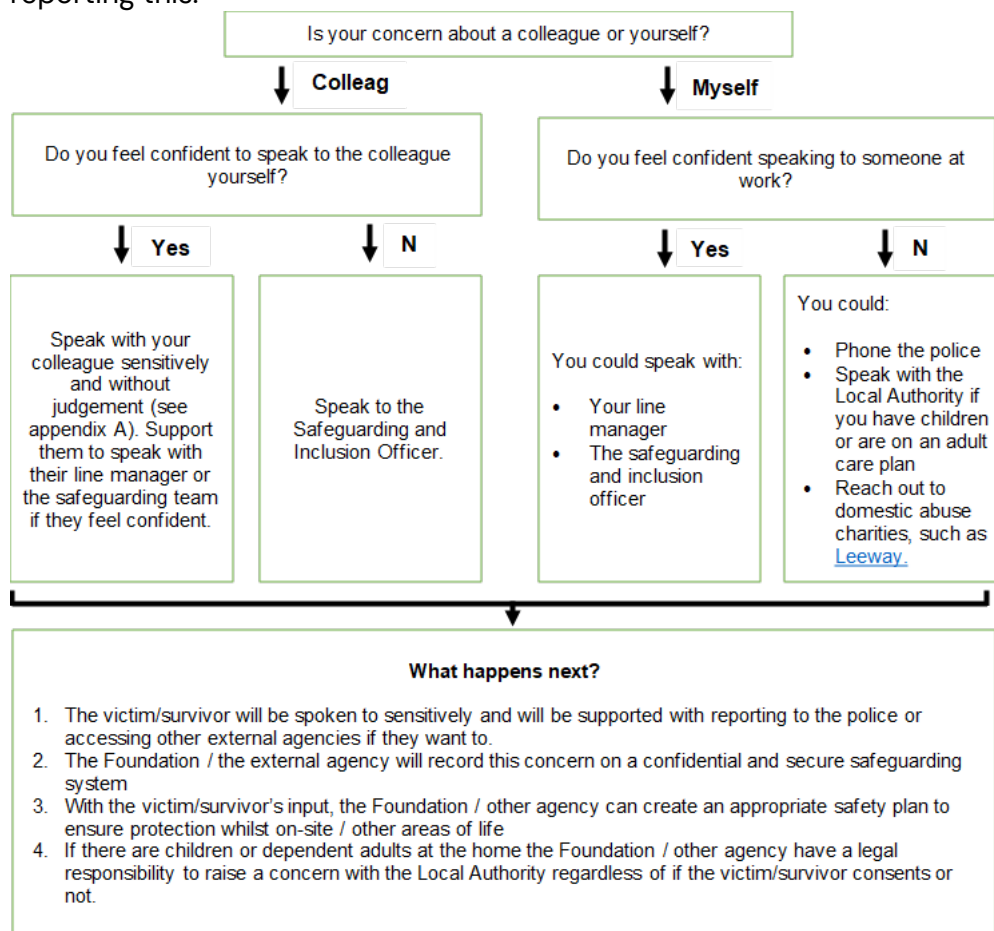 reporting this.
Is your concern about a colleague or yourself?
Colleag
Myself
Do you feel confident to speak to the colleague
yourself?
Do you feel confident speaking to someone at
work?
Yes
N
Yes
N
Speak with your
colleague sensitively
and without
judgement (see
appendix A). Support
them to speak with
their line manager or
the safeguarding team
if they feel confident.
Speak to the
Safeguarding and
Inclusion Officer.
You could speak with:
• Your line
manager
• The safeguarding
and inclusion
officer
You could:
• Phone the police
• Speak with the
Local Authority if
you have children
or are on an adult
care plan
• Reach out to
domestic abuse
charities, such as
Leeway.
What happens next?
1. The victim/survivor will be spoken to sensitively and will be supported with reporting to the police or
accessing other external agencies if they want to.
2. The Foundation / the external agency will record this concern on a confidential and secure safeguarding
system
3. With the victim/survivor's input, the Foundation / other agency can create an appropriate safety plan to
ensure protection whilst on-site / other areas of life
4. If there are children or dependent adults at the home the Foundation / other agency have a legal
responsibility to raise a concern with the Local Authority regardless of if the victim/survivor consents or
not.